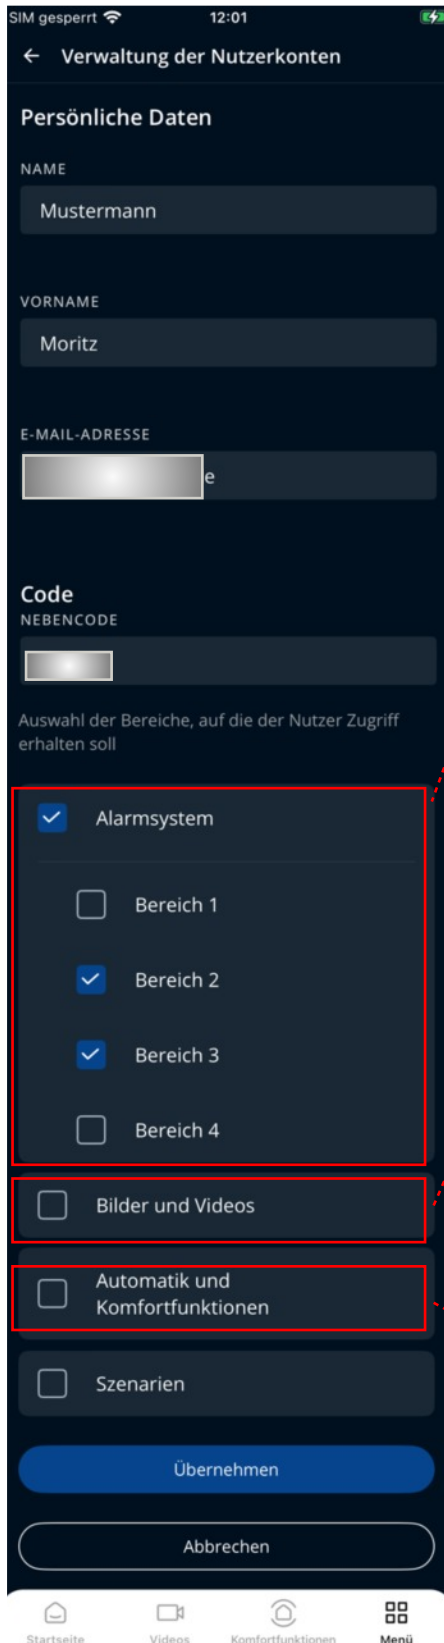 SIM gesperrt 12:01
← Verwaltung der Nutzerkonten
Persönliche Daten
NAME
Mustermann
VORNAME
Moritz
E-MAIL-ADRESSE
e
Code
NEBENCODE
Auswahl der Bereiche, auf die der Nutzer Zugriff
erhalten soll
Alarmsystem
Bereich 1
Bereich 2
Bereich 3
Bereich 4
Bilder und Videos
Automatik und
Komfortfunktionen
Szenarien
Übernehmen
Abbrechen
Startseite Videos Komfortfunktionen Menü